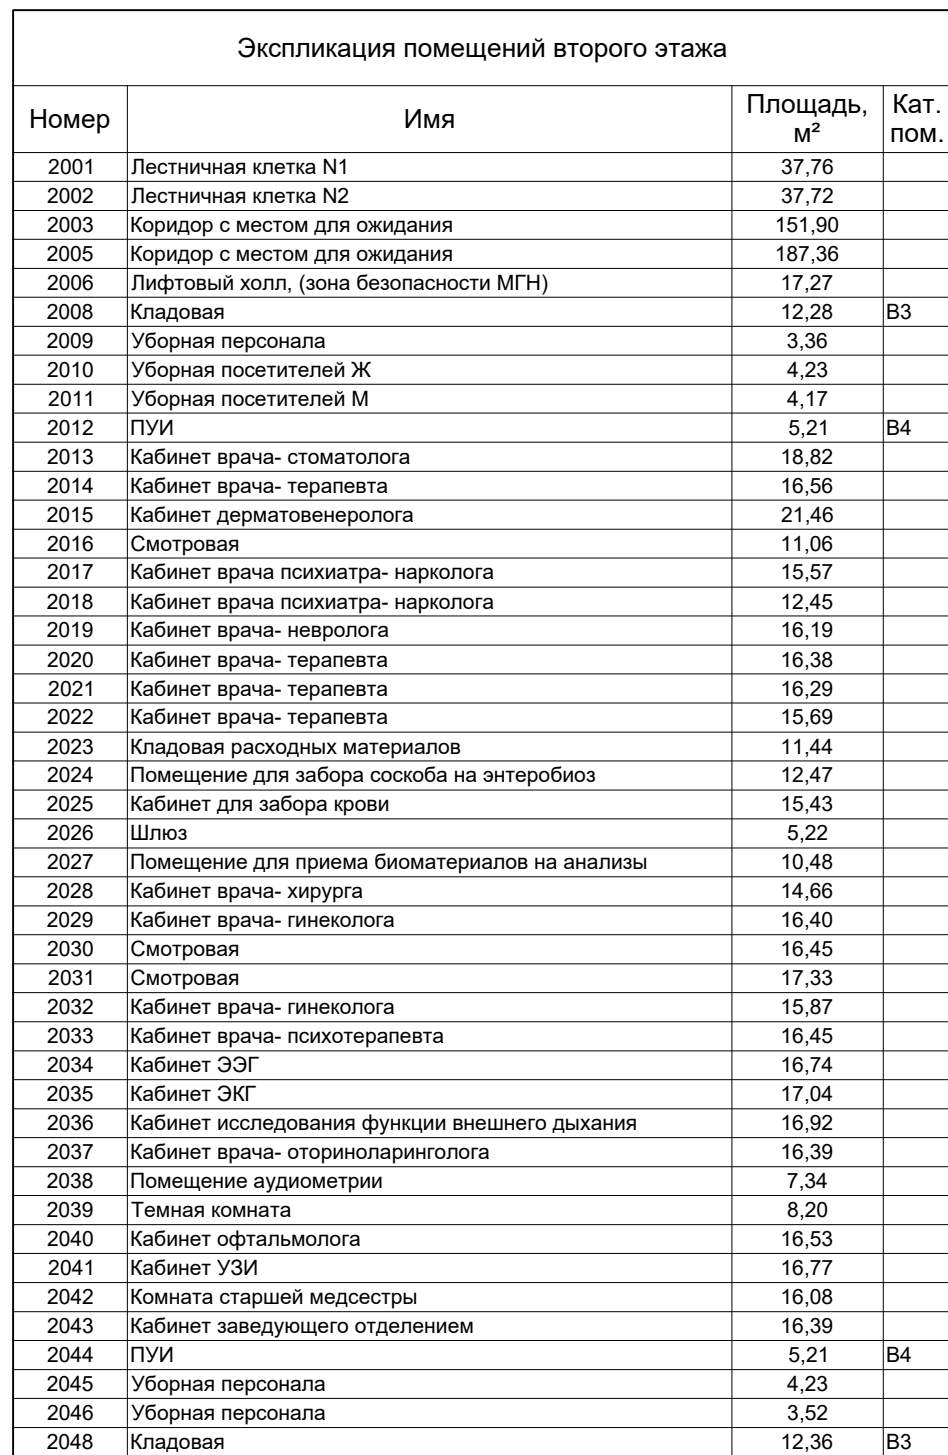 Экспликация помещений второго этажа
Номер Имя Площадь, м² Кат. пом.
2001 Лестничная клетка N1 37,76
2002 Лестничная клетка N2 37,72
2003 Коридор с местом для ожидания 151,90
2005 Коридор с местом для ожидания 187,36
2006 Лифтовый холл, (зона безопасности МГН) 17,27
2008 Кладовая 12,28 В3
2009 Уборная персонала 3,36
2010 Уборная посетителей Ж 4,23
2011 Уборная посетителей М 4,17
2012 ПУИ 5,21 В4
2013 Кабинет врача- стоматолога 18,82
2014 Кабинет врача- терапевта 16,56
2015 Кабинет дерматовенеролога 21,46
2016 Смотровая 11,06
2017 Кабинет врача психиатра- нарколога 15,57
2018 Кабинет врача психиатра- нарколога 12,45
2019 Кабинет врача- невролога 16,19
2020 Кабинет врача- терапевта 16,38
2021 Кабинет врача- терапевта 16,29
2022 Кабинет врача- терапевта 15,69
2023 Кладовая расходных материалов 11,44
2024 Помещение для забора соскоба на энтеробиоз 12,47
2025 Кабинет для забора крови 15,43
2026 Шлюз 5,22
2027 Помещение для приема биоматериалов на анализы 10,48
2028 Кабинет врача- хирурга 14,66
2029 Кабинет врача- гинеколога 16,40
2030 Смотровая 16,45
2031 Смотровая 17,33
2032 Кабинет врача- гинеколога 15,87
2033 Кабинет врача- психотерапевта 16,45
2034 Кабинет ЭЭГ 16,74
2035 Кабинет ЭКГ 17,04
2036 Кабинет исследования функции внешнего дыхания 16,92
2037 Кабинет врача- оториноларинголога 16,39
2038 Помещение аудиометрии 7,34
2039 Темная комната 8,20
2040 Кабинет офтальмолога 16,53
2041 Кабинет УЗИ 16,77
2042 Комната старшей медсестры 16,08
2043 Кабинет заведующего отделением 16,39
2044 ПУИ 5,21 В4
2045 Уборная персонала 4,23
2046 Уборная персонала 3,52
2048 Кладовая 12,36 В3